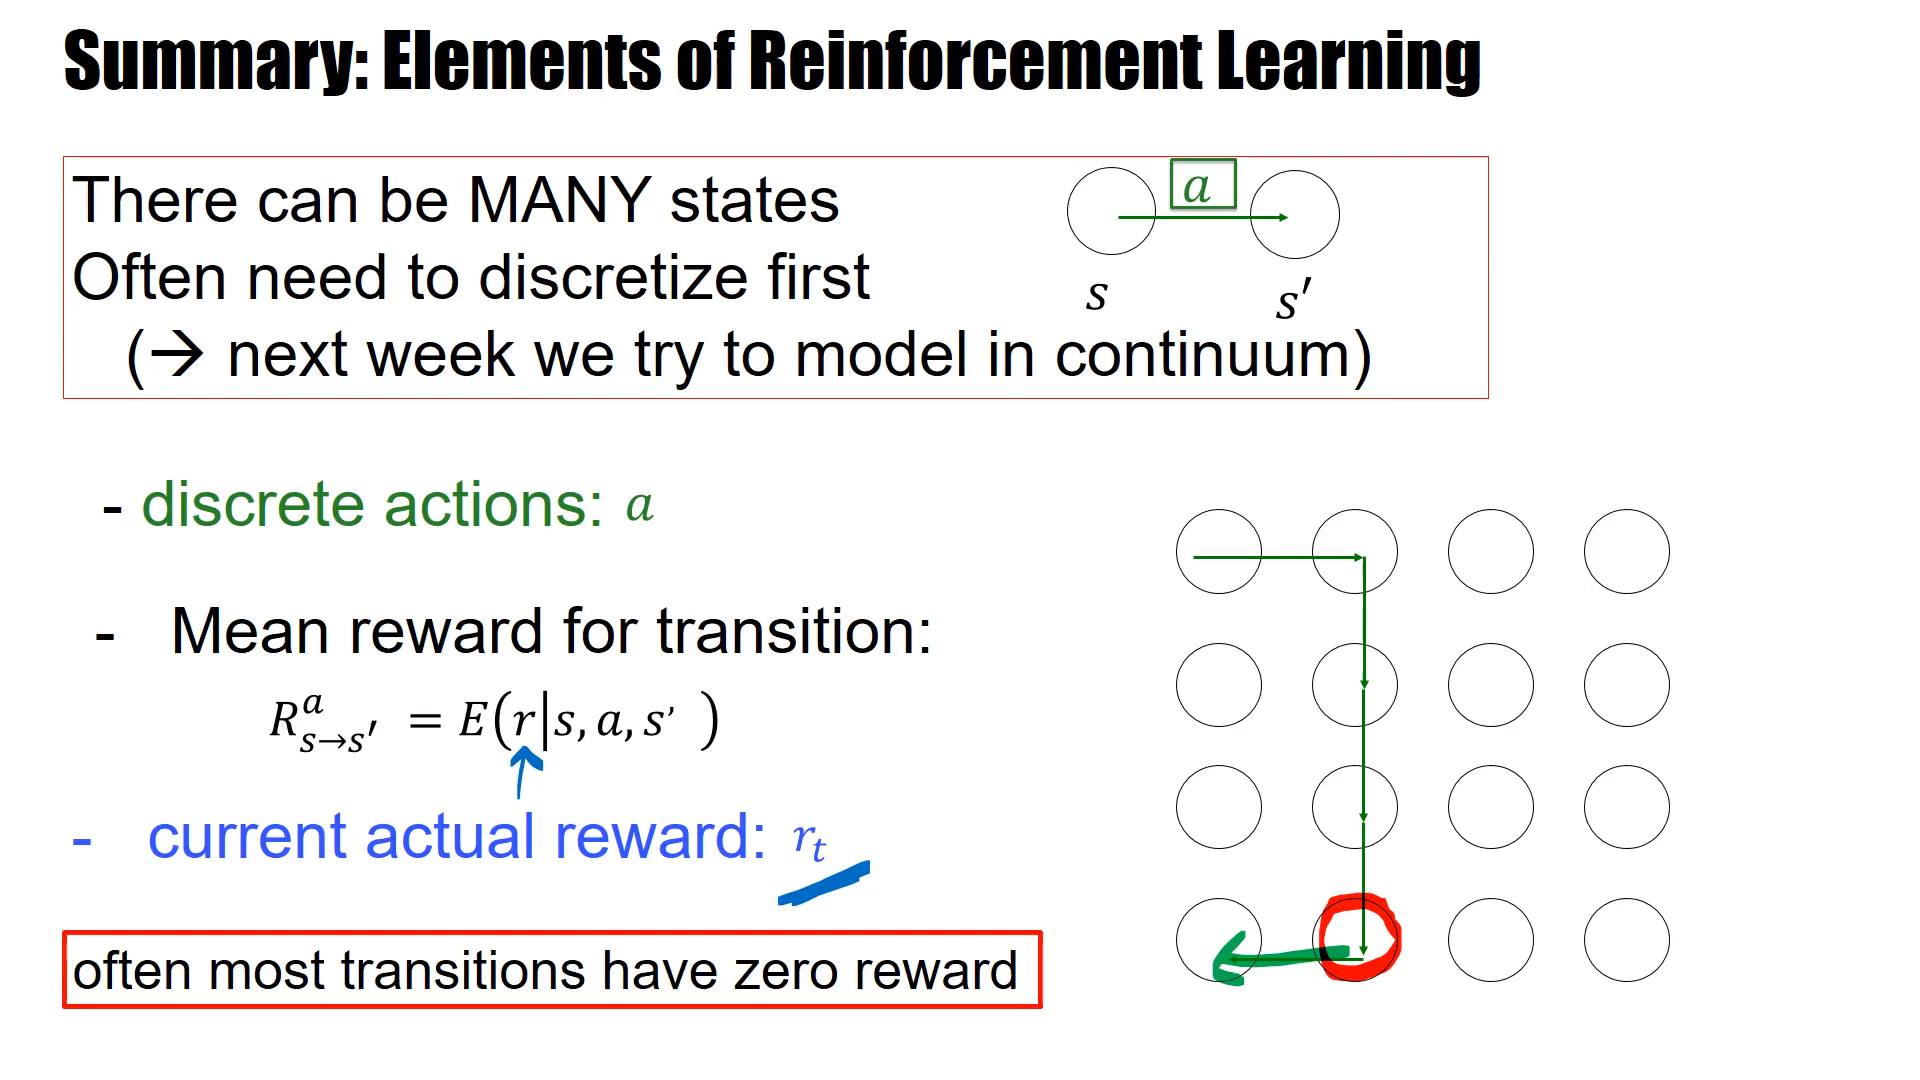 Summary: Elements of Reinforcement Learning
There can be MANY states
a
Often need to discretize first
s s′
(→ next week we try to model in continuum)
- discrete actions: a
- Mean reward for transition:
R^a_{s→s′} = E(r|s, a, s’ )
- current actual reward: r_t
often most transitions have zero reward